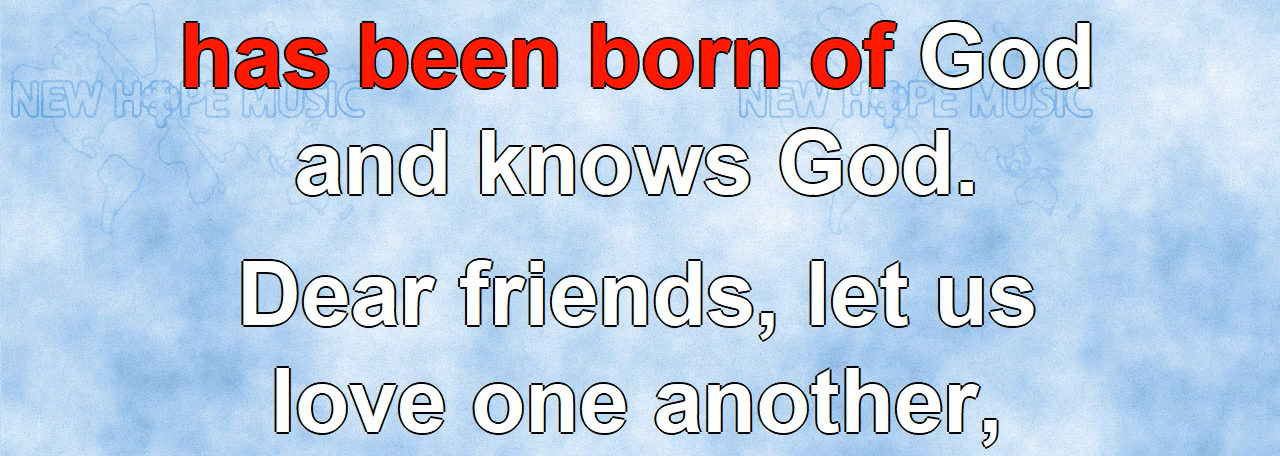 has been born of God
NEW HOPE MUSIC NEW HOPE MUSIC
and knows God.
Dear friends, let us
love one another,